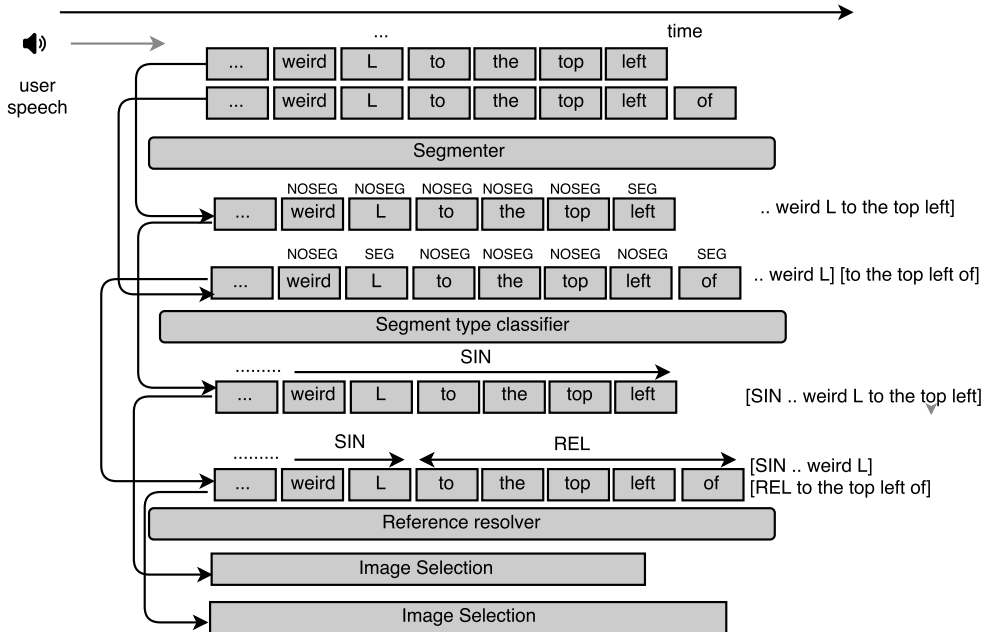 ...
time
user
speech
... weird L to the top left
... weird L to the top left of
Segmenter
NOSEG NOSEG NOSEG NOSEG NOSEG SEG
... weird L to the top left
.. weird L to the top left]
NOSEG SEG NOSEG NOSEG NOSEG NOSEG SEG
... weird L to the top left of
.. weird L] [to the top left of]
Segment type classifier
......... SIN
... weird L to the top left
[SIN .. weird L to the top left]
......... SIN REL
... weird L to the top left of
[SIN .. weird L]
[REL to the top left of]
Reference resolver
Image Selection
Image Selection